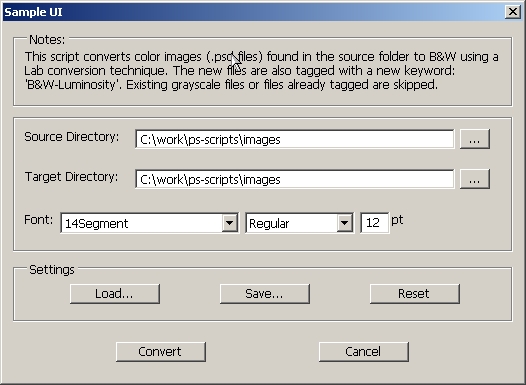 Sample UI
Notes:
This script converts color images (.psd files) found in the source folder to B&W using a
Lab conversion technique. The new files are also tagged with a new keyword:
'B&W-Luminosity'. Existing grayscale files or files already tagged are skipped.
Source Directory: C:\work\ps-scripts\images ...
Target Directory: C:\work\ps-scripts\images ...
Font: 14Segment Regular 12 pt
Settings
Load... Save... Reset
Convert Cancel